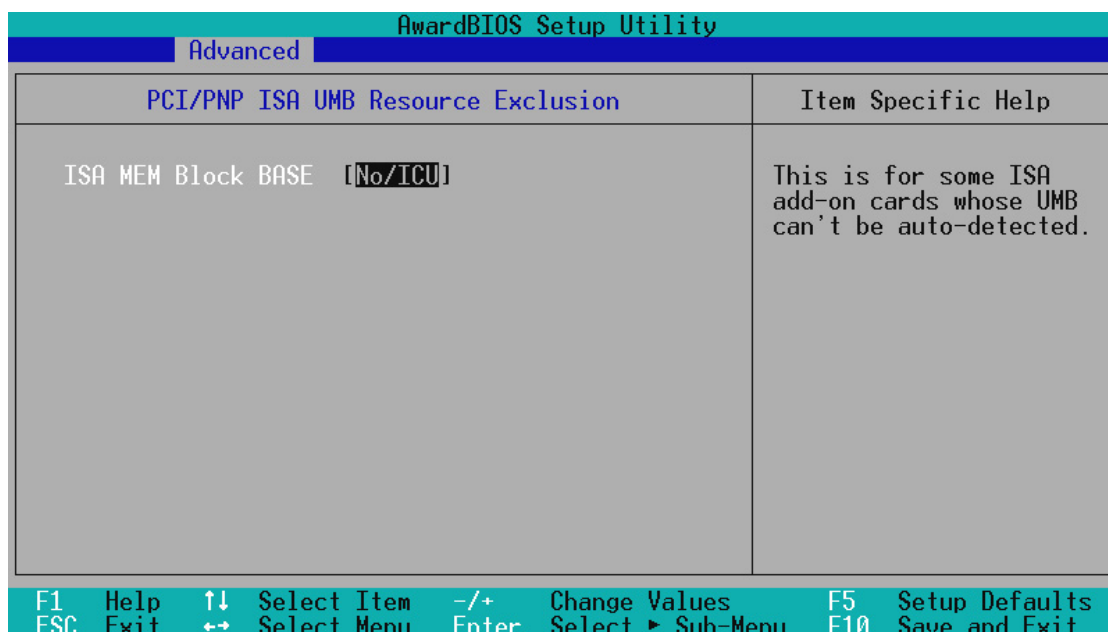 AwardBIOS Setup Utility
Advanced
PCI/PNP ISA UMB Resource Exclusion
Item Specific Help
ISA MEM Block BASE [No/ICU]
This is for some ISA
add-on cards whose UMB
can't be auto-detected.
F1 Help ↑↓ Select Item -/+ Change Values F5 Setup Defaults
ESC Exit ←→ Select Menu Enter Select ► Sub-Menu F10 Save and Exit